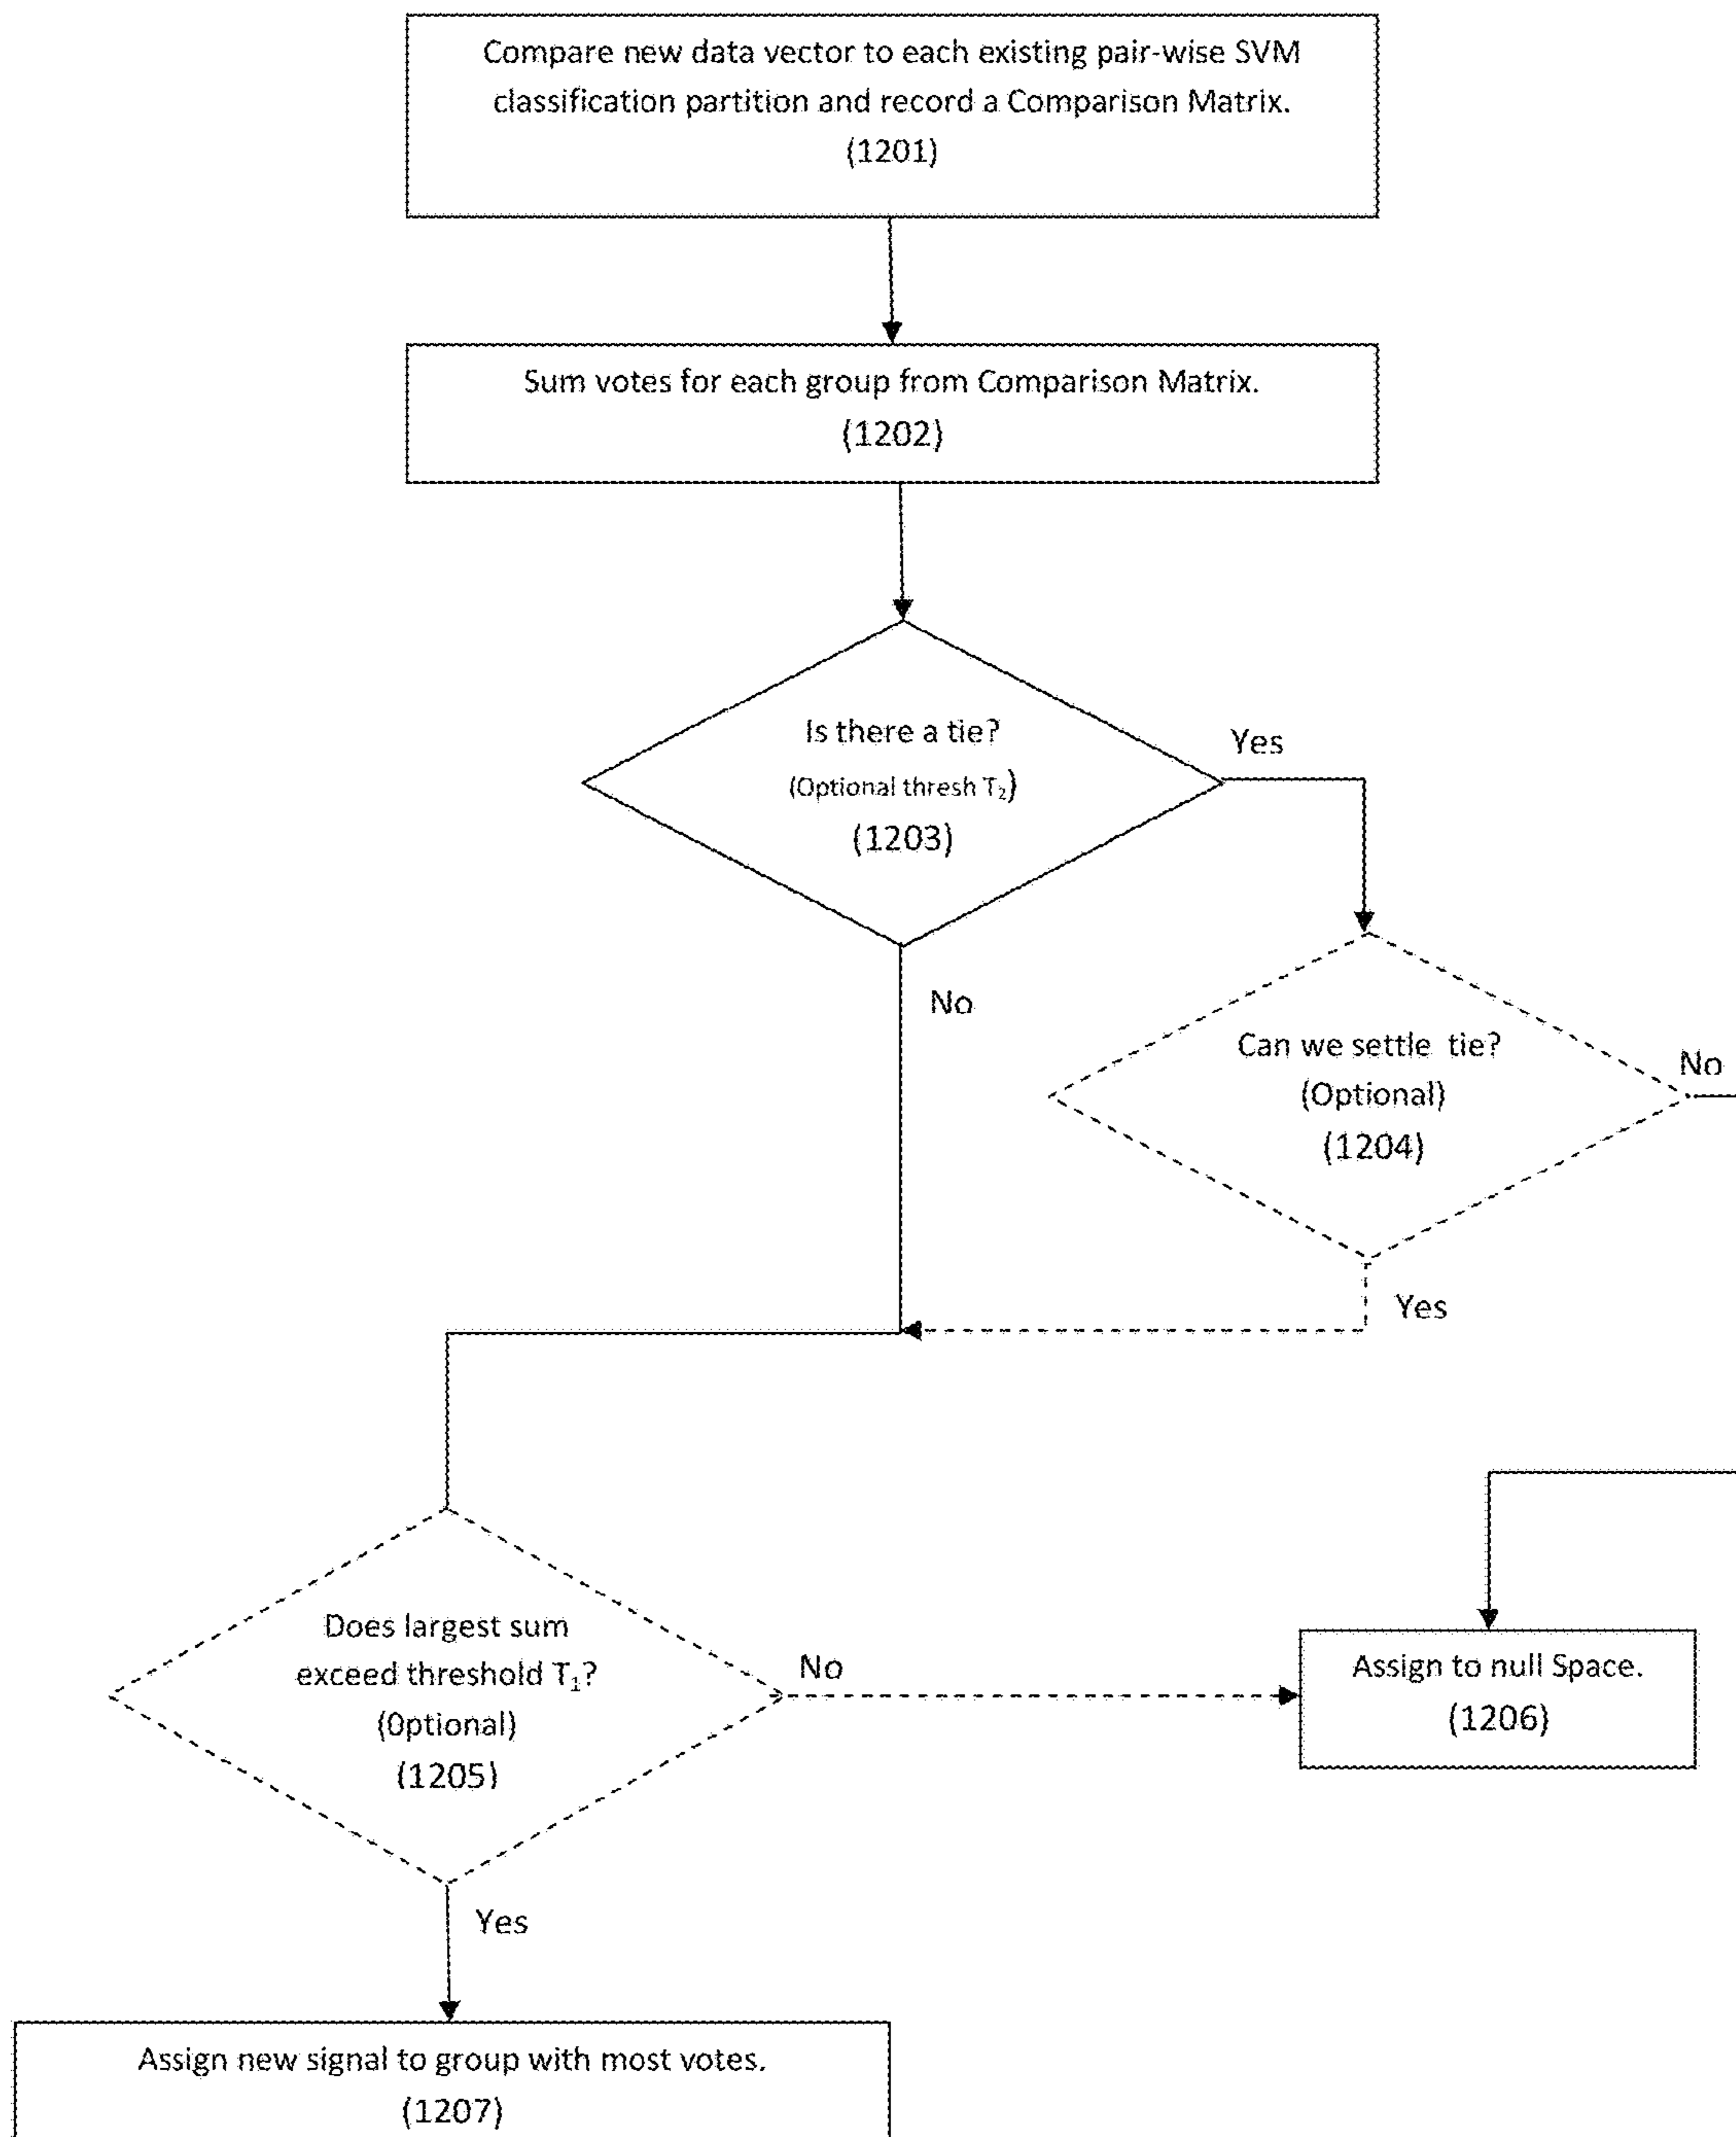 Compare new data vector to each existing pair-wise SVM
classification partition and record a Comparison Matrix.
(1201)
Sum votes for each group from Comparison Matrix.
(1202)
Is there a tie?
(Optional thresh T₂)
(1203)
Yes
No
Can we settle tie?
(Optional)
(1204)
No
Yes
Does largest sum
exceed threshold T₁?
(Optional)
(1205)
No
Assign to null Space.
(1206)
Yes
Assign new signal to group with most votes.
(1207)